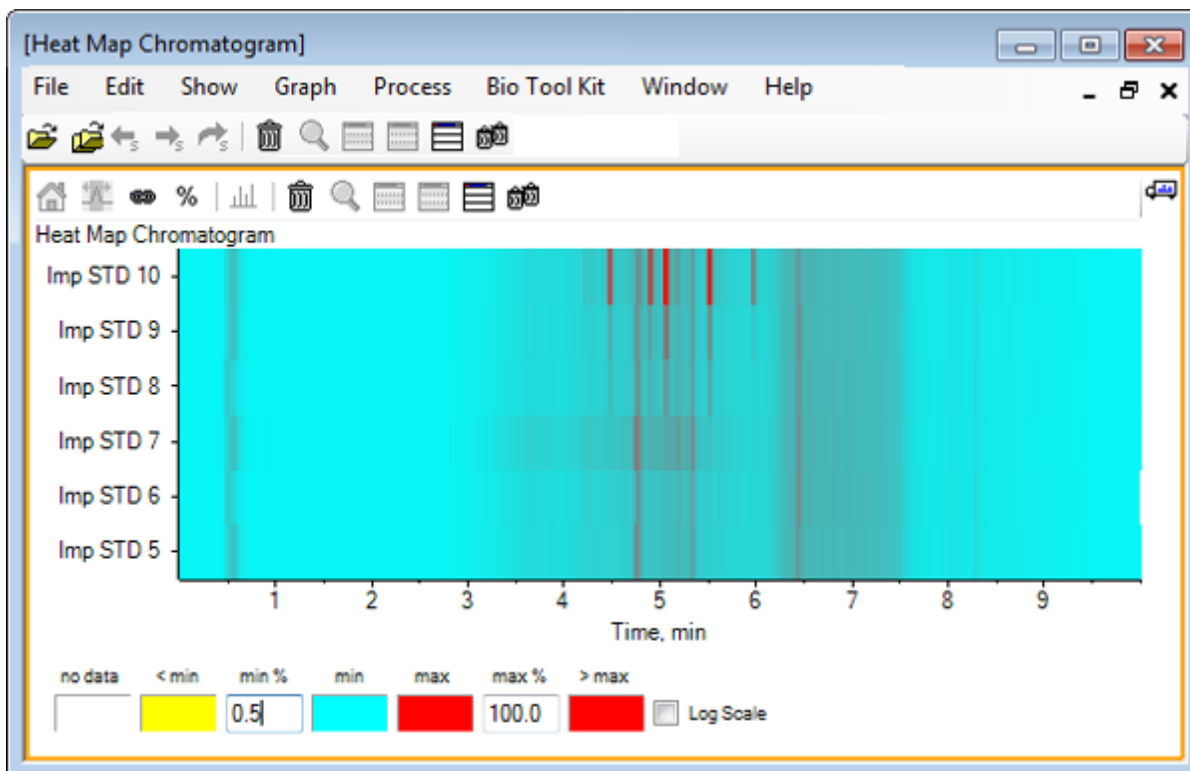 [Heat Map Chromatogram]
File Edit Show Graph Process Bio Tool Kit Window Help
%
Heat Map Chromatogram
Imp STD 10
Imp STD 9
Imp STD 8
Imp STD 7
Imp STD 6
Imp STD 5
1 2 3 4 5 6 7 8 9
Time, min
no data < min min % min max max % > max
0.5 100.0 Log Scale